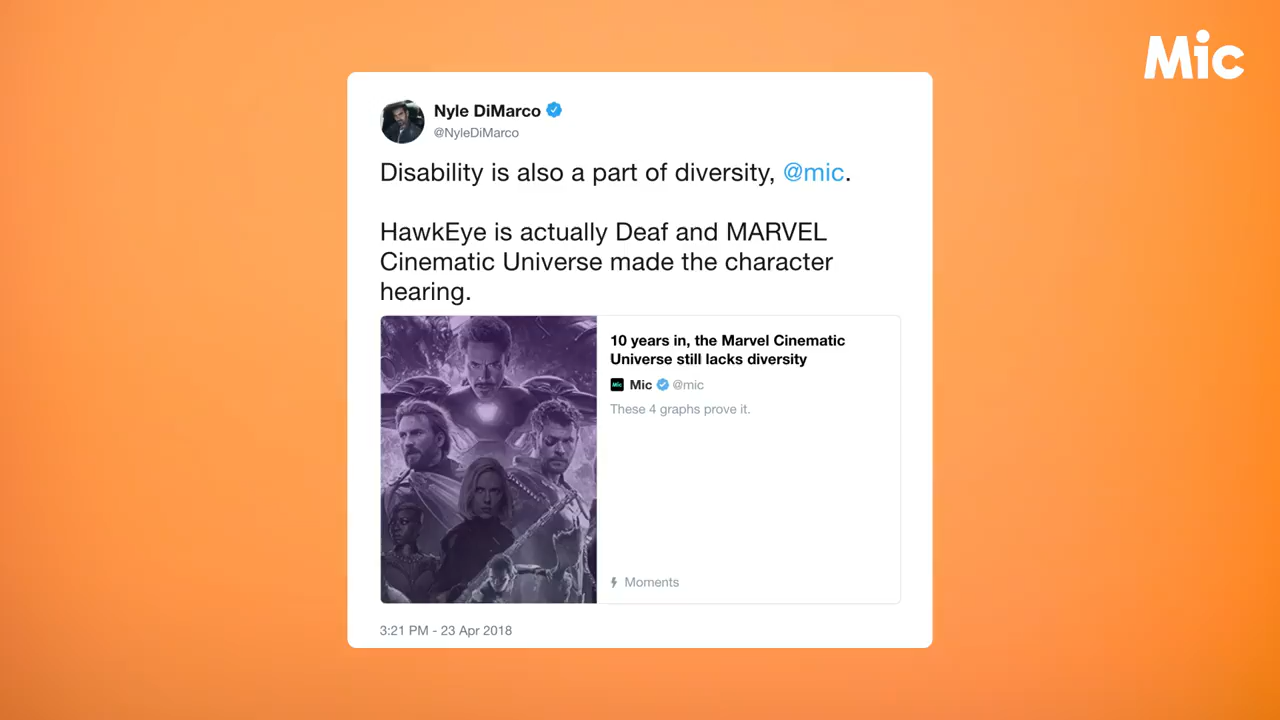 Mic
Nyle DiMarco
@NyleDiMarco
Disability is also a part of diversity, @mic.
HawkEye is actually Deaf and MARVEL
Cinematic Universe made the character
hearing.
10 years in, the Marvel Cinematic
Universe still lacks diversity
Mic Mic @mic
These 4 graphs prove it.
Moments
3:21 PM - 23 Apr 2018